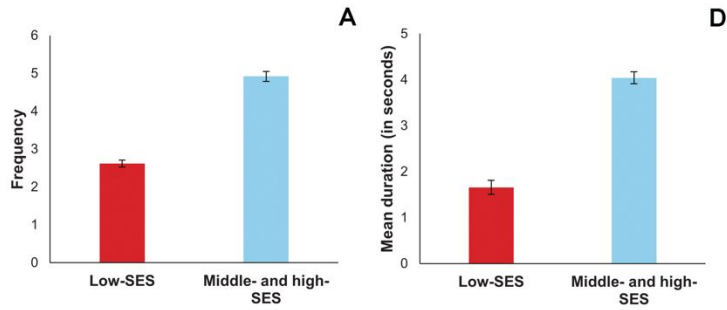 A
Frequency
6
5
4
3
2
1
0
Low-SES
Middle- and high-
SES
D
Mean duration (in seconds)
5
4
3
2
1
0
Low-SES
Middle- and high-
SES